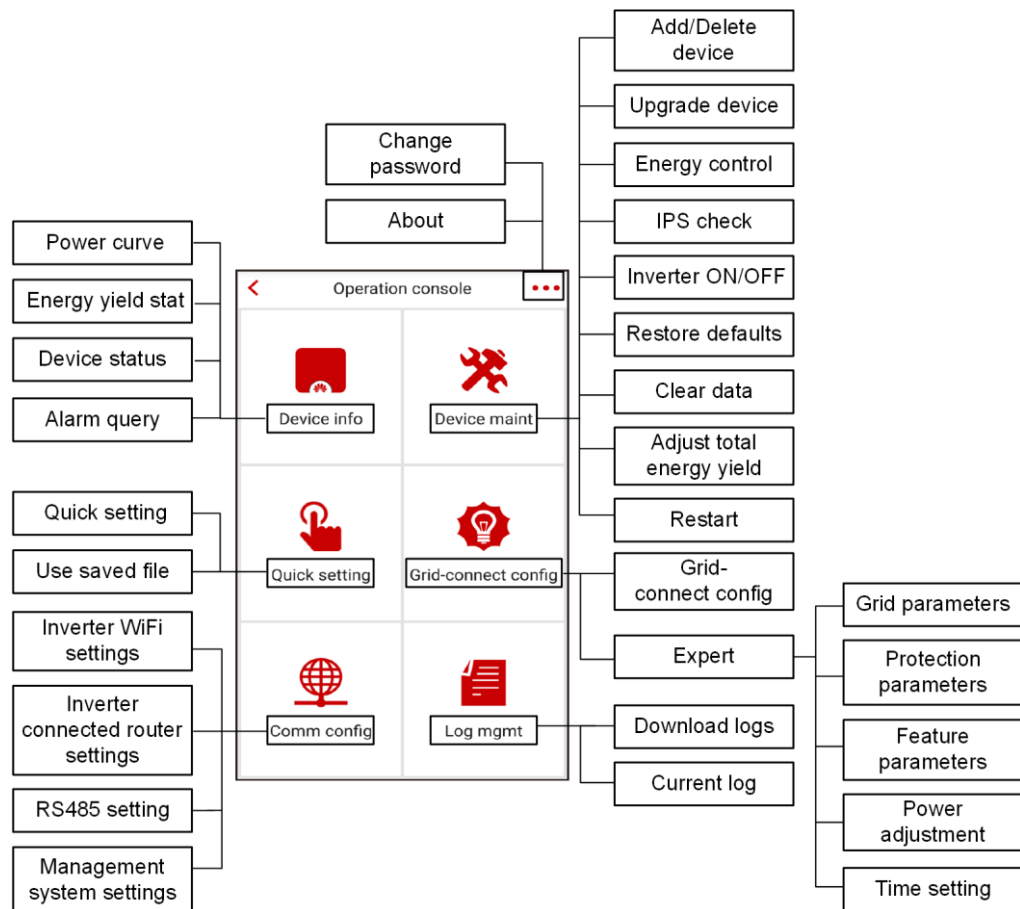 Add/Delete
device
Upgrade device
Energy control
IPS check
Inverter ON/OFF
Restore defaults
Clear data
Adjust total
energy yield
Restart
Change
password
About
Power curve
Energy yield stat
Device status
Alarm query
Quick setting
Use saved file
Inverter WiFi
settings
Inverter
connected router
settings
RS485 setting
Management
system settings
Operation console
Device info
Device maint
Quick setting
Grid-connect config
Comm config
Log mgmt
Grid-
connect config
Expert
Download logs
Current log
Grid parameters
Protection
parameters
Feature
parameters
Power
adjustment
Time setting